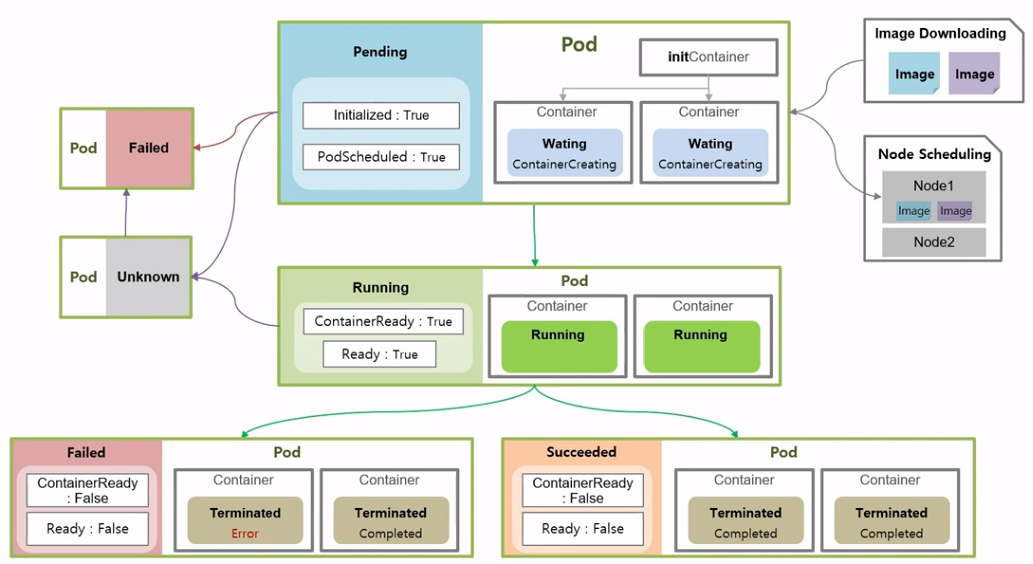 Pending
Pod
initContainer
Image Downloading
Image
Image
Initialized : True
PodScheduled : True
Container
Wating
ContainerCreating
Container
Wating
ContainerCreating
Pod
Failed
Node Scheduling
Node1
Image
Image
Node2
Pod
Unknown
Running
Pod
ContainerReady : True
Ready : True
Container
Running
Container
Running
Failed
Pod
ContainerReady
: False
Ready : False
Container
Terminated
Error
Container
Terminated
Completed
Succeeded
Pod
ContainerReady
: False
Ready : False
Container
Terminated
Completed
Container
Terminated
Completed